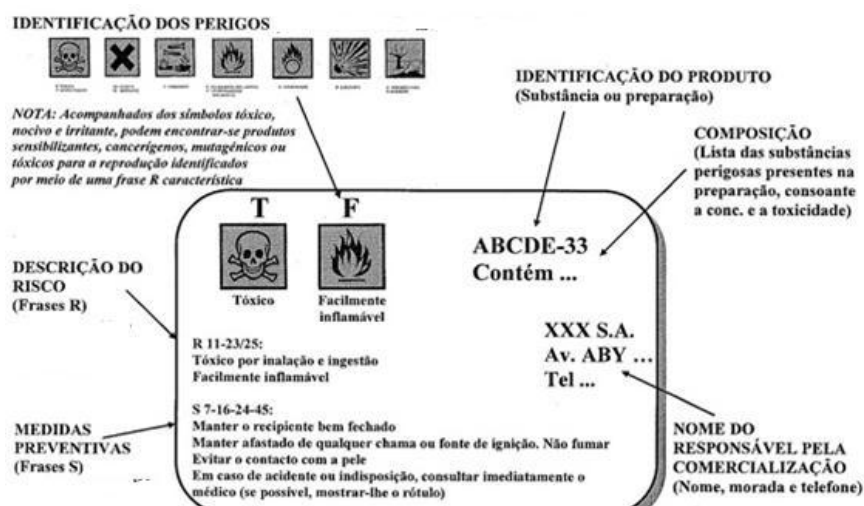 IDENTIFICAÇÃO DOS PERIGOS
NOTA: Acompanhados dos símbolos tóxico,
nocivo e irritante, podem encontrar-se produtos
sensibilizantes, cancerígenos, mutagénicos ou
tóxicos para a reprodução identificados
por meio de uma frase R característica
IDENTIFICAÇÃO DO PRODUTO
(Substância ou preparação)
COMPOSIÇÃO
(Lista das substâncias
perigosas presentes na
preparação, consoante
a conc. e a toxicidade)
T F
Tóxico
Facilmente
inflamável
ABCDE-33
Contém ...
DESCRIÇÃO DO
RISCO
(Frases R)
R 11-23/25:
Tóxico por inalação e ingestão
Facilmente inflamável
XXX S.A.
Av. ABY ...
Tel ...
MEDIDAS
PREVENTIVAS
(Frases S)
S 7-16-24-45:
Manter o recipiente bem fechado
Manter afastado de qualquer chama ou fonte de ignição. Não fumar
Evitar o contacto com a pele
Em caso de acidente ou indisposição, consultar imediatamente o
médico (se possível, mostrar-lhe o rótulo)
NOME DO
RESPONSÁVEL PELA
COMERCIALIZAÇÃO
(Nome, morada e telefone)